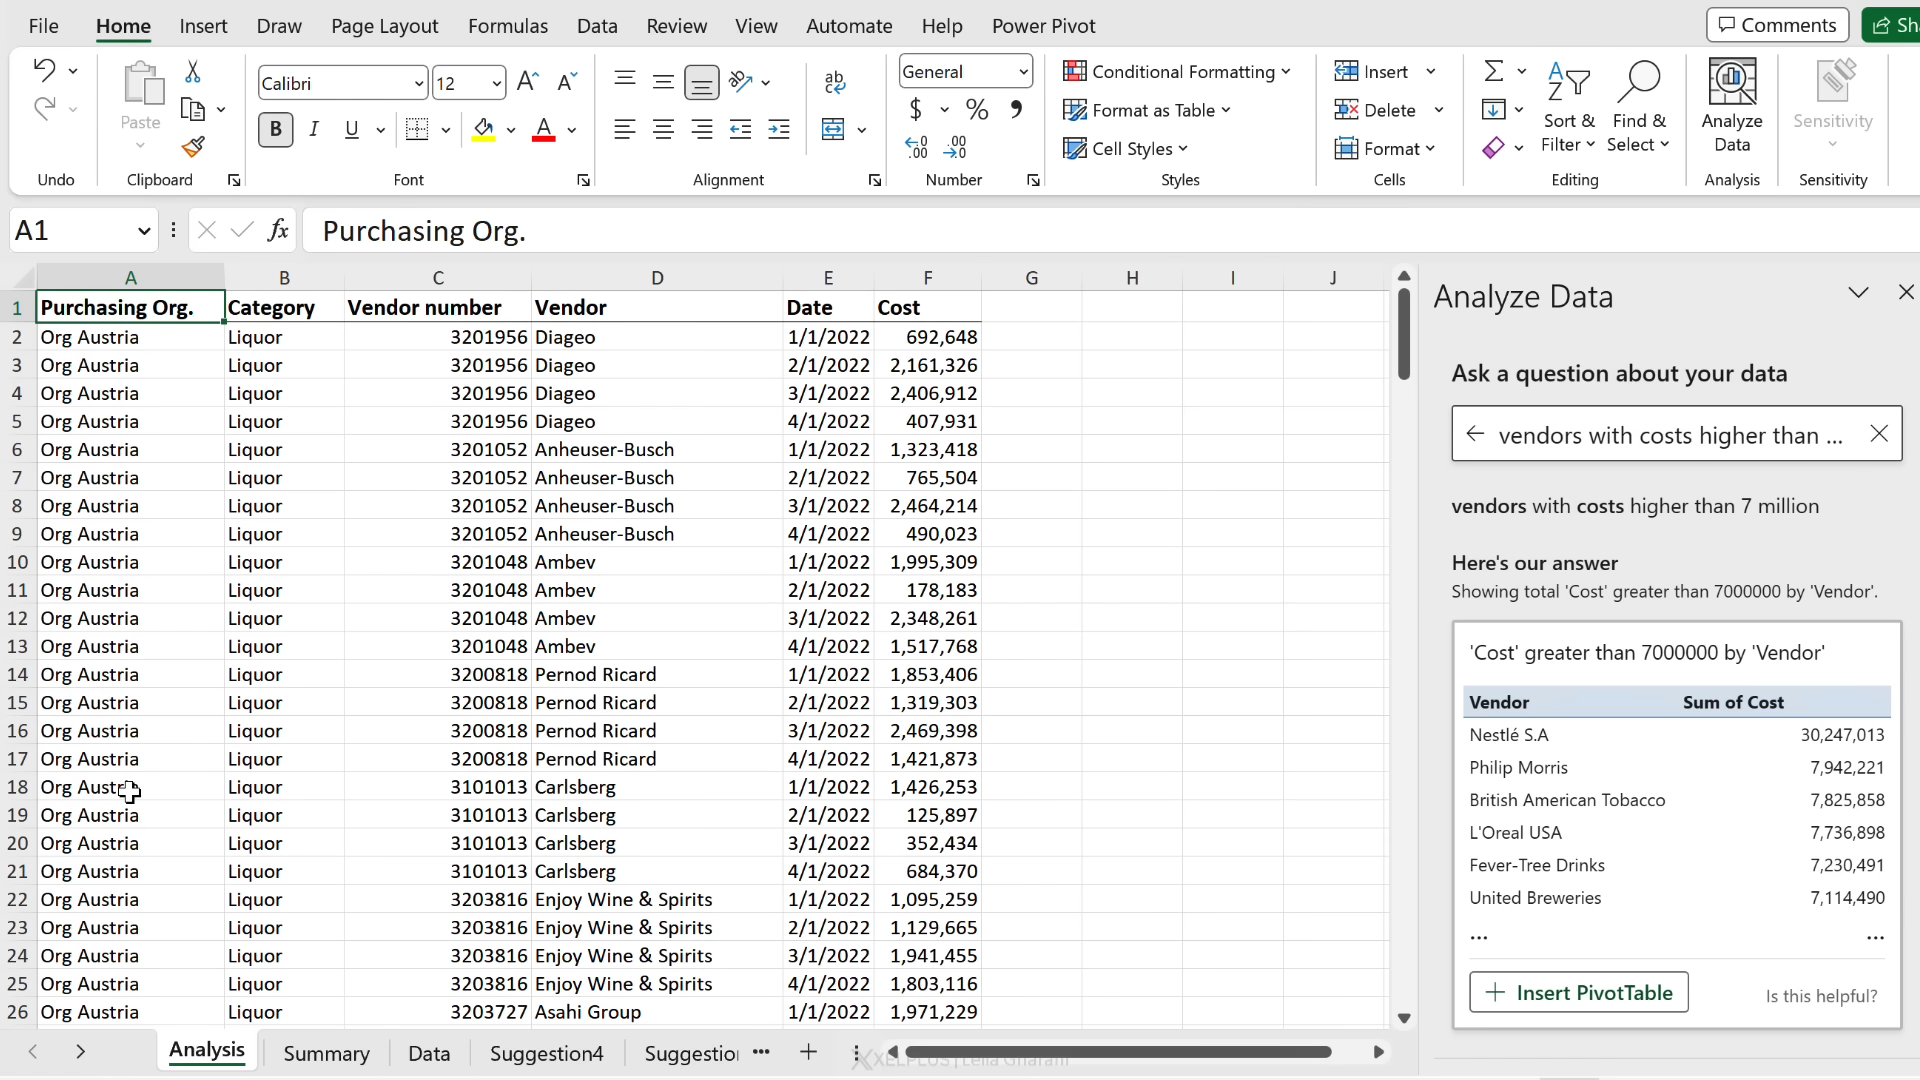 File Home Insert Draw Page Layout Formulas Data Review View Automate Help Power Pivot Comments
Paste
Undo
Clipboard
Calibri 12
B I U
Font
ab
Alignment
General
$ % 9
.00 .00
Number
Conditional Formatting
Format as Table
Cell Styles
Styles
Insert
Delete
Format
Cells
Sort & Filter
Find & Select
Editing
Analyze Data
Analysis
Sensitivity
Sensitivity
A1 fx Purchasing Org.
A B C D E F G H I J
1 Purchasing Org. Category Vendor number Vendor Date Cost
2 Org Austria Liquor 3201956 Diageo 1/1/2022 692,648
3 Org Austria Liquor 3201956 Diageo 2/1/2022 2,161,326
4 Org Austria Liquor 3201956 Diageo 3/1/2022 2,406,912
5 Org Austria Liquor 3201956 Diageo 4/1/2022 407,931
6 Org Austria Liquor 3201052 Anheuser-Busch 1/1/2022 1,323,418
7 Org Austria Liquor 3201052 Anheuser-Busch 2/1/2022 765,504
8 Org Austria Liquor 3201052 Anheuser-Busch 3/1/2022 2,464,214
9 Org Austria Liquor 3201052 Anheuser-Busch 4/1/2022 490,023
10 Org Austria Liquor 3201048 Ambev 1/1/2022 1,995,309
11 Org Austria Liquor 3201048 Ambev 2/1/2022 178,183
12 Org Austria Liquor 3201048 Ambev 3/1/2022 2,348,261
13 Org Austria Liquor 3201048 Ambev 4/1/2022 1,517,768
14 Org Austria Liquor 3200818 Pernod Ricard 1/1/2022 1,853,406
15 Org Austria Liquor 3200818 Pernod Ricard 2/1/2022 1,319,303
16 Org Austria Liquor 3200818 Pernod Ricard 3/1/2022 2,469,398
17 Org Austria Liquor 3200818 Pernod Ricard 4/1/2022 1,421,873
18 Org Austria Liquor 3101013 Carlsberg 1/1/2022 1,426,253
19 Org Austria Liquor 3101013 Carlsberg 2/1/2022 125,897
20 Org Austria Liquor 3101013 Carlsberg 3/1/2022 352,434
21 Org Austria Liquor 3101013 Carlsberg 4/1/2022 684,370
22 Org Austria Liquor 3203816 Enjoy Wine & Spirits 1/1/2022 1,095,259
23 Org Austria Liquor 3203816 Enjoy Wine & Spirits 2/1/2022 1,129,665
24 Org Austria Liquor 3203816 Enjoy Wine & Spirits 3/1/2022 1,941,455
25 Org Austria Liquor 3203816 Enjoy Wine & Spirits 4/1/2022 1,803,116
26 Org Austria Liquor 3203727 Asahi Group 1/1/2022 1,971,229
Analysis Summary Data Suggestion4 Suggestio
Analyze Data
Ask a question about your data
vendors with costs higher than ...
vendors with costs higher than 7 million
Here's our answer
Showing total 'Cost' greater than 7000000 by 'Vendor'.
'Cost' greater than 7000000 by 'Vendor'
Vendor Sum of Cost
Nestlé S.A 30,247,013
Philip Morris 7,942,221
British American Tobacco 7,825,858
L'Oreal USA 7,736,898
Fever-Tree Drinks 7,230,491
United Breweries 7,114,490
... ...
Insert PivotTable
Is this helpful?